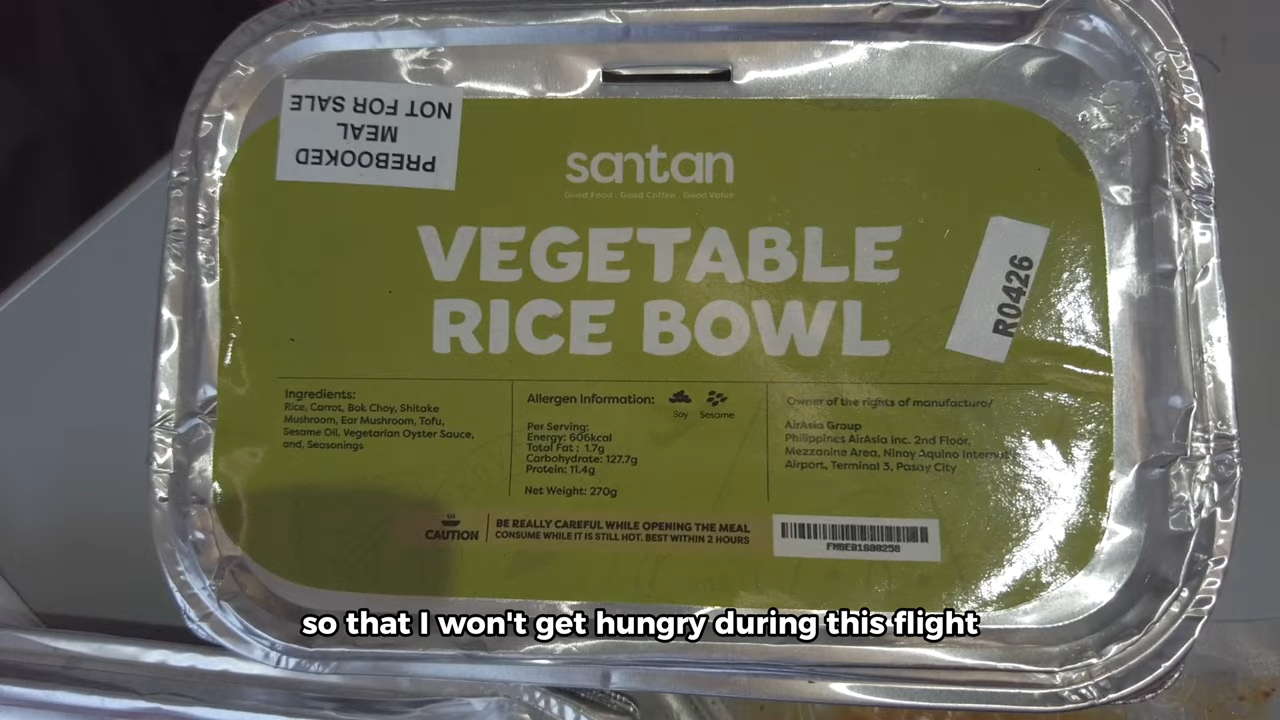 PREBOOKED
MEAL
NOT FOR SALE
santan
Good Food . Good Coffee . Good Value
VEGETABLE
RICE BOWL
R0426
Ingredients:
Rice, Carrot, Bok Choy, Shitake
Mushroom, Ear Mushroom, Tofu,
Sesame Oil, Vegetarian Oyster Sauce,
and, Seasonings
Allergen Information:
Soy Sesame
Per Serving:
Energy: 606kcal
Total Fat : 1.7g
Carbohydrate: 127.7g
Protein: 11.4g
Net Weight: 270g
Owner of the rights of manufacture/
AirAsia Group
Philippines AirAsia Inc. 2nd Floor,
Mezzanine Area, Ninoy Aquino
Airport, Terminal 3, Pasay City
CAUTION
BE REALLY CAREFUL WHILE OPENING THE MEAL
CONSUME WHILE IT IS STILL HOT. BEST WITHIN 2 HOURS
so that I won't get hungry during this flight